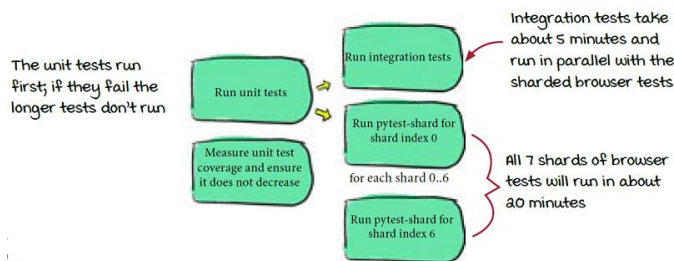 The unit tests run
first; if they fail the
longer tests don't run
Run unit tests
Measure unit test
coverage and ensure
it does not decrease
Run integration tests
Run pytest-shard for
shard index 0
for each shard 0..6
Run pytest-shard for
shard index 6
Integration tests take
about 5 minutes and
run in parallel with the
sharded browser tests
All 7 shards of browser
tests will run in about
20 minutes